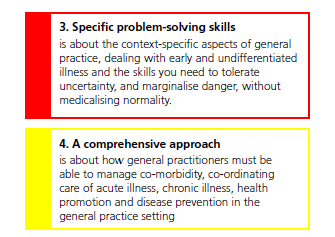 3. Specific problem-solving skills
is about the context-specific aspects of general
practice, dealing with early and undifferentiated
illness and the skills you need to tolerate
uncertainty, and marginalise danger, without
medicalising normality.
4. A comprehensive approach
is about how general practitioners must be
able to manage co-morbidity, co-ordinating
care of acute illness, chronic illness, health
promotion and disease prevention in the
general practice setting